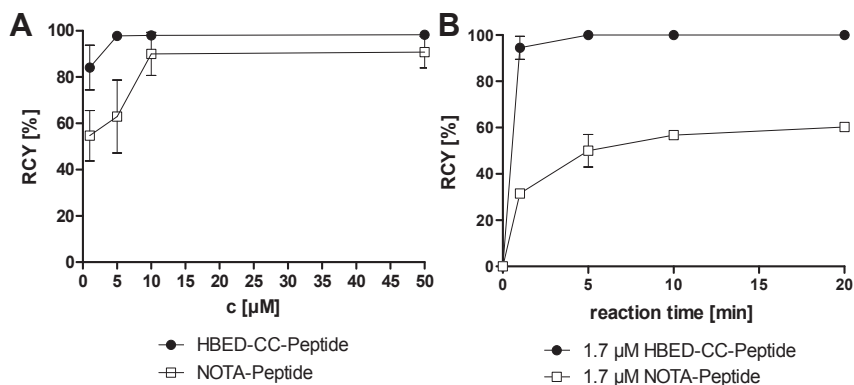 A
RCY [%]
100
80
60
40
20
0
0 5 10 15 20 25 30 35 40 45 50
c [µM]
HBED-CC-Peptide
NOTA-Peptide
B
RCY [%]
100
80
60
40
20
0
0 5 10 15 20
reaction time [min]
1.7 µM HBED-CC-Peptide
1.7 µM NOTA-Peptide